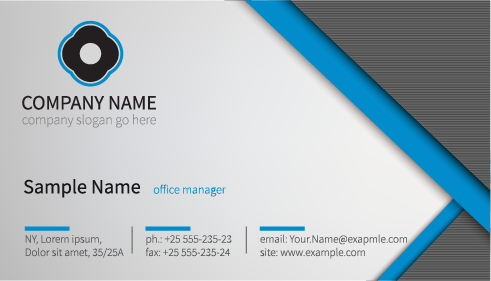 COMPANY NAME
company slogan go here
Sample Name office manager
NY, Lorem ipsum,
Dolor sit amet, 35/25A
ph.: +25 555-235-23
fax: +25 555-235-24
email: Your.Name@exapmle.com
site: www.example.com